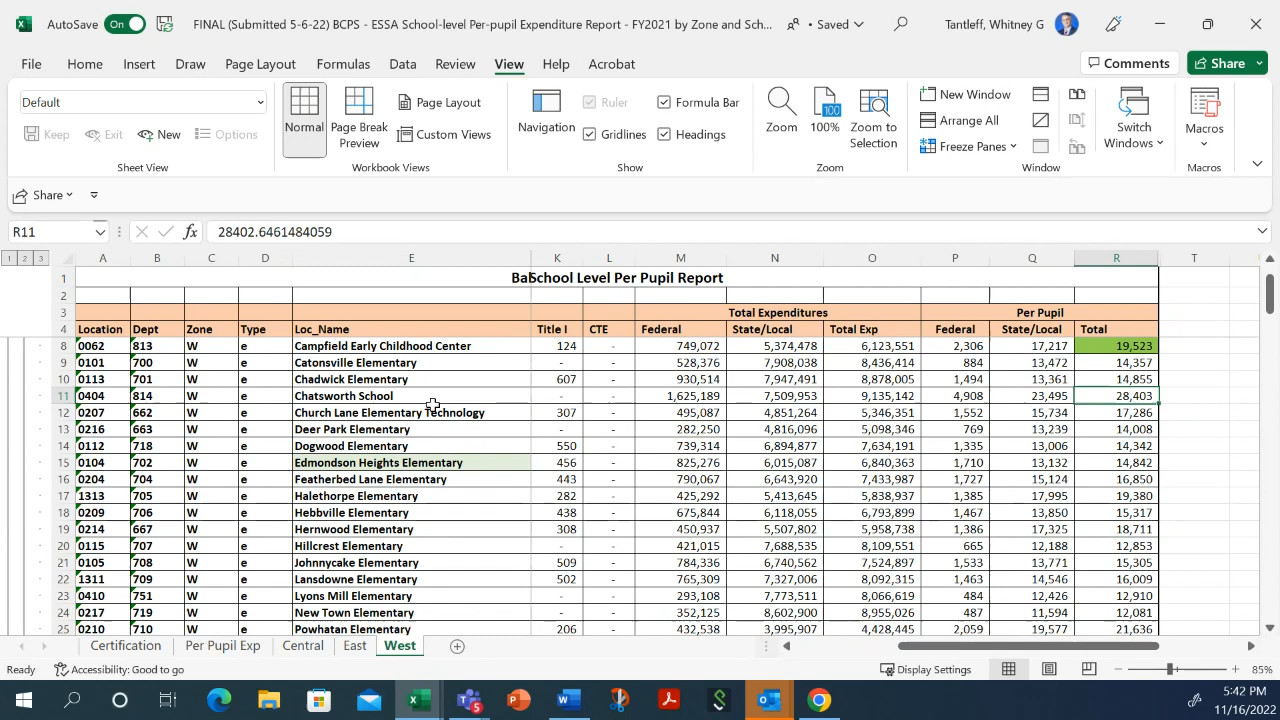 AutoSave On FINAL (Submitted 5-6-22) BCPS - ESSA School-level Per-pupil Expenditure Report - FY2021 by Zone and Sch... • Saved Tantleff, Whitney G
File Home Insert Draw Page Layout Formulas Data Review View Help Acrobat Comments Share
Default
Keep Exit New Options
Sheet View
Normal Page Break Preview Page Layout Custom Views
Workbook Views
Navigation Ruler Gridlines Formula Bar Headings
Show
Zoom 100 100% Zoom to Selection
Zoom
New Window Arrange All Freeze Panes Switch Windows
Window
Macros
Macros
Share
R11 fx 28402.6461484059
1 2 3 A B C D E K L M N O P Q R T
1 Bal School Level Per Pupil Report
2
3 Total Expenditures Per Pupil
4 Location Dept Zone Type Loc_Name Title I CTE Federal State/Local Total Exp Federal State/Local Total
8 0062 813 W e Campfield Early Childhood Center 124 - 749,072 5,374,478 6,123,551 2,306 17,217 19,523
9 0101 700 W e Catonsville Elementary - - 528,376 7,908,038 8,436,414 884 13,472 14,357
10 0113 701 W e Chadwick Elementary 607 - 930,514 7,947,491 8,878,005 1,494 13,361 14,855
11 0404 814 W e Chatsworth School - - 1,625,189 7,509,953 9,135,142 4,908 23,495 28,403
12 0207 662 W e Church Lane Elementary Technology 307 - 495,087 4,851,264 5,346,351 1,552 15,734 17,286
13 0216 663 W e Deer Park Elementary - - 282,250 4,816,096 5,098,346 769 13,239 14,008
14 0112 718 W e Dogwood Elementary 550 - 739,314 6,894,877 7,634,191 1,335 13,006 14,342
15 0104 702 W e Edmondson Heights Elementary 456 - 825,276 6,015,087 6,840,363 1,710 13,132 14,842
16 0204 704 W e Featherbed Lane Elementary 443 - 790,067 6,643,920 7,433,987 1,727 15,124 16,850
17 1313 705 W e Halethorpe Elementary 282 - 425,292 5,413,645 5,838,937 1,385 17,995 19,380
18 0209 706 W e Hebbville Elementary 438 - 675,844 6,118,055 6,793,899 1,467 13,850 15,317
19 0214 667 W e Hernwood Elementary 308 - 450,937 5,507,802 5,958,738 1,386 17,325 18,711
20 0115 707 W e Hillcrest Elementary - - 421,015 7,688,535 8,109,551 665 12,188 12,853
21 0105 708 W e Johnnycake Elementary 509 - 784,336 6,740,562 7,524,897 1,533 13,771 15,305
22 1311 709 W e Lansdowne Elementary 502 - 765,309 7,327,006 8,092,315 1,463 14,546 16,009
23 0410 751 W e Lyons Mill Elementary - - 293,108 7,773,511 8,066,619 484 12,426 12,910
24 0217 719 W e New Town Elementary - - 352,125 8,602,900 8,955,026 487 11,594 12,081
25 0210 710 W e Powhatan Elementary 206 - 432,538 3,995,907 4,428,445 2,059 19,577 21,636
Certification Per Pupil Exp Central East West
Ready Accessibility: Good to go Display Settings 85%
5:42 PM
11/16/2022